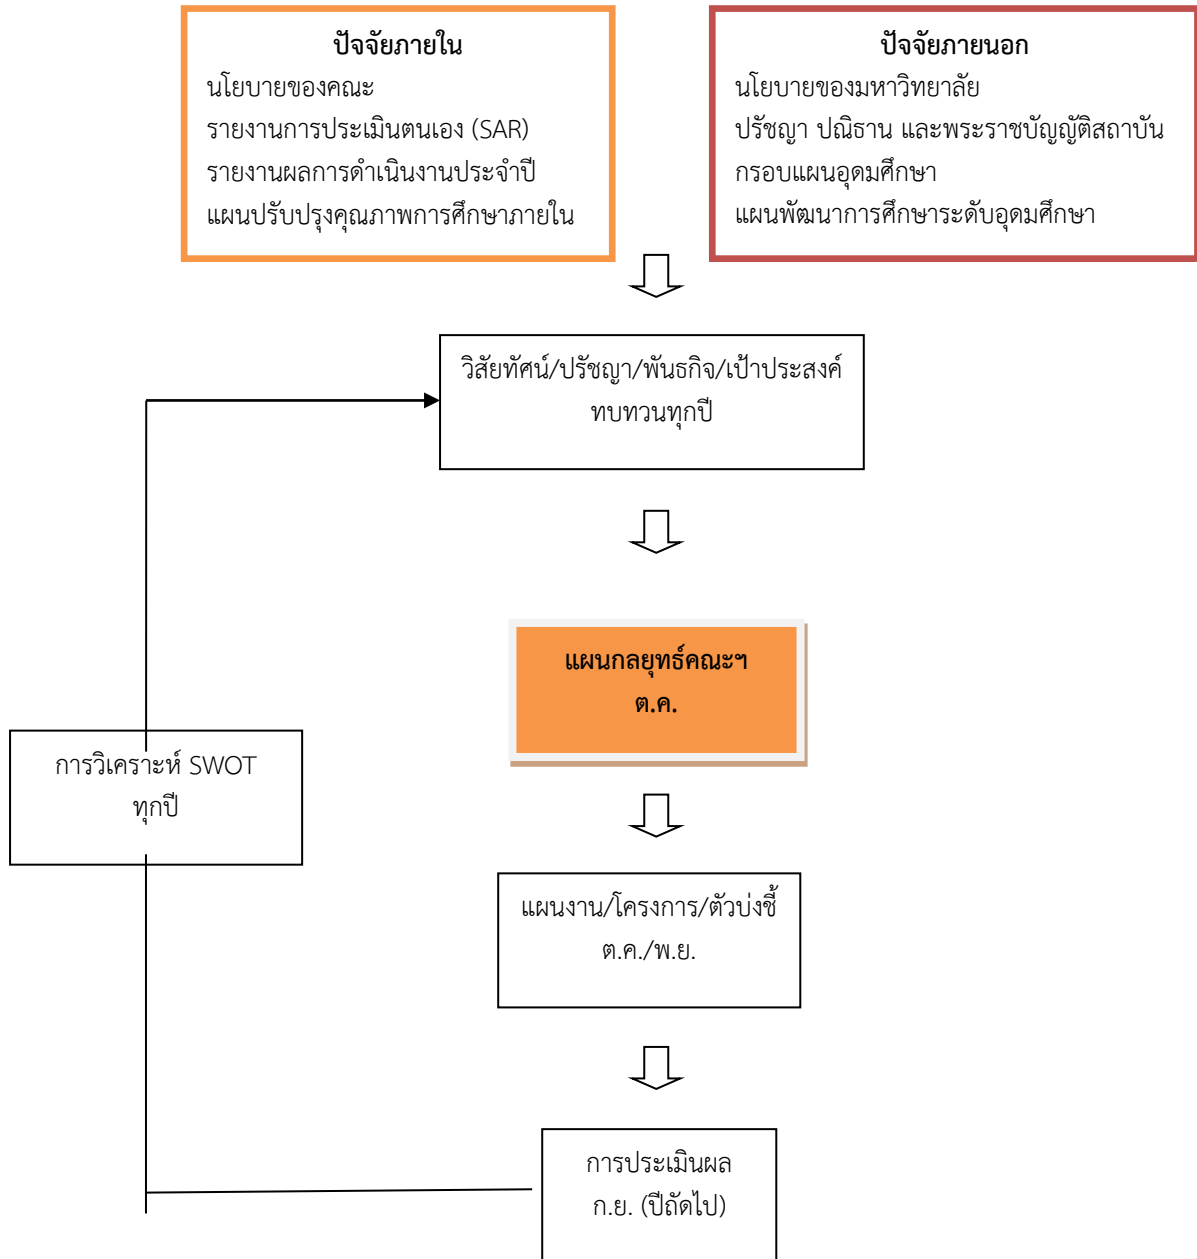 ปัจจัยภายใน
นโยบายของคณะ
รายงานการประเมินตนเอง (SAR)
รายงานผลการดำเนินงานประจำปี
แผนปรับปรุงคุณภาพการศึกษาภายใน
ปัจจัยภายนอก
นโยบายของมหาวิทยาลัย
ปรัชญา ปณิธาน และพระราชบัญญัติสถาบัน
กรอบแผนอุดมศึกษา
แผนพัฒนาการศึกษาระดับอุดมศึกษา
วิสัยทัศน์/ปรัชญา/พันธกิจ/เป้าประสงค์
ทบทวนทุกปี
แผนกลยุทธ์คณะฯ
ต.ค.
การวิเคราะห์ SWOT
ทุกปี
แผนงาน/โครงการ/ตัวบ่งชี้
ต.ค./พ.ย.
การประเมินผล
ก.ย. (ปีถัดไป)